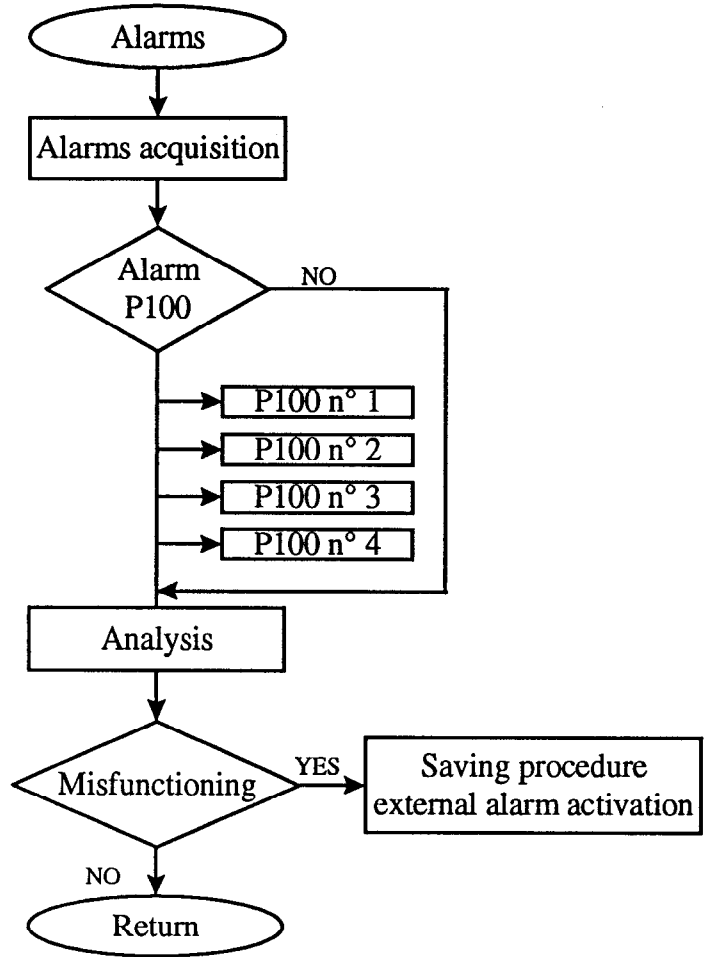 Alarms
Alarms acquisition
Alarm
P100
NO
P100 n° 1
P100 n° 2
P100 n° 3
P100 n° 4
Analysis
Misfunctioning
YES
Saving procedure
external alarm activation
NO
Return